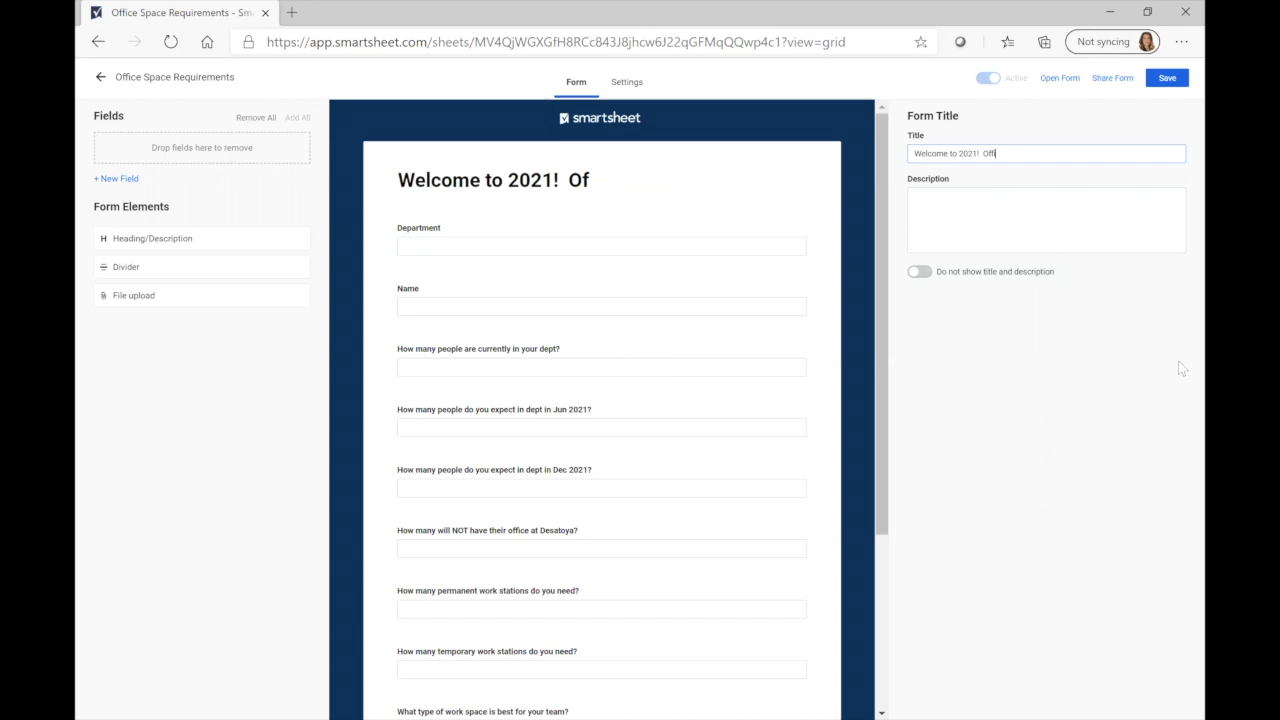 Office Space Requirements - Sm
https://app.smartsheet.com/sheets/MV4QjWGXGfH8RCc843J8jhcw6J22qGFMqQQwp4c1?view=grid
Not syncing
Office Space Requirements
Form
Settings
Active
Open Form
Share Form
Save
Fields
Remove All
Add All
Drop fields here to remove
+ New Field
Form Elements
H Heading/Description
Divider
File upload
smartsheet
Welcome to 2021!  Of
Department
Name
How many people are currently in your dept?
How many people do you expect in dept in Jun 2021?
How many people do you expect in dept in Dec 2021?
How many will NOT have their office at Desatoya?
How many permanent work stations do you need?
How many temporary work stations do you need?
What type of work space is best for your team?
Form Title
Title
Welcome to 2021!  Offi
Description
Do not show title and description